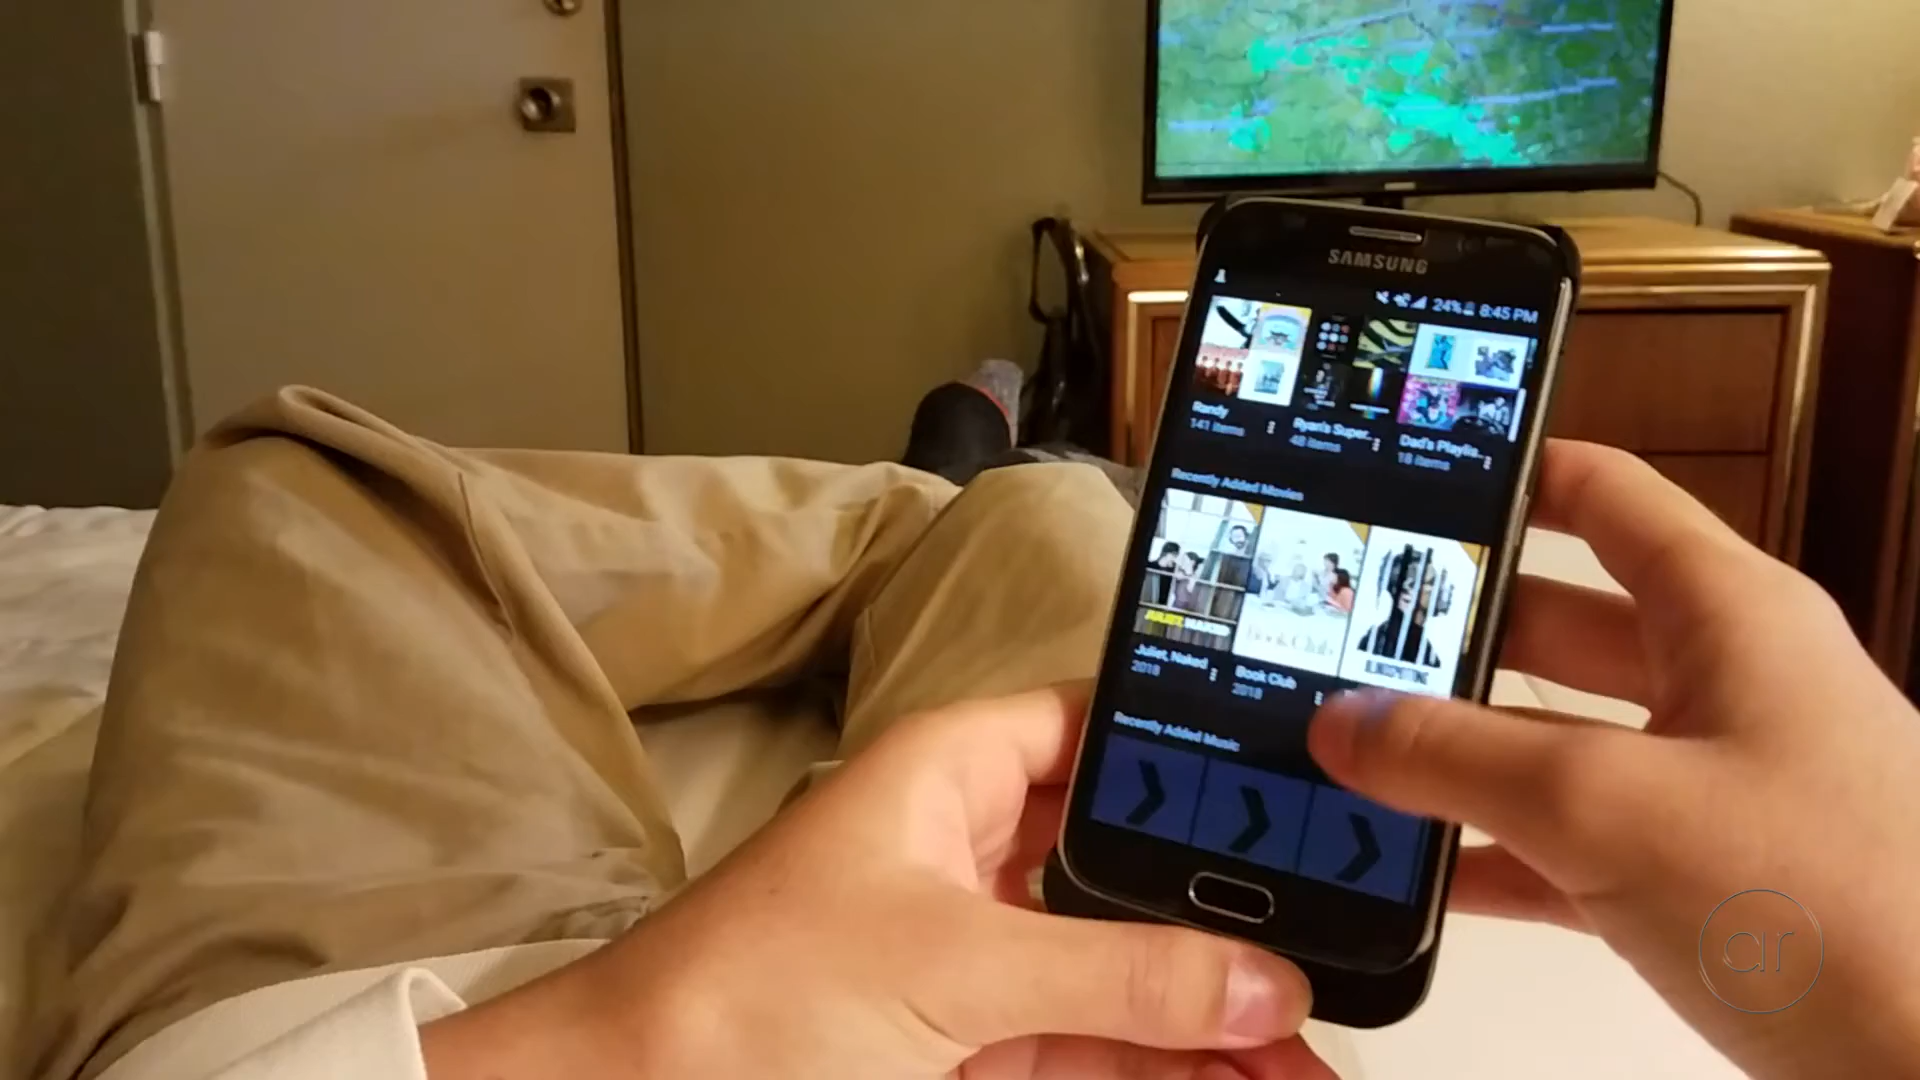 SAMSUNG
24% 8:45 PM
Randy
141 items
Ryan's Super...
48 items
Dad's Playlis...
18 items
Recently Added Movies
JULIET, NAKED
Book Club
Juliet, Naked
2018
Book Club
2018
Recently Added Music
ar